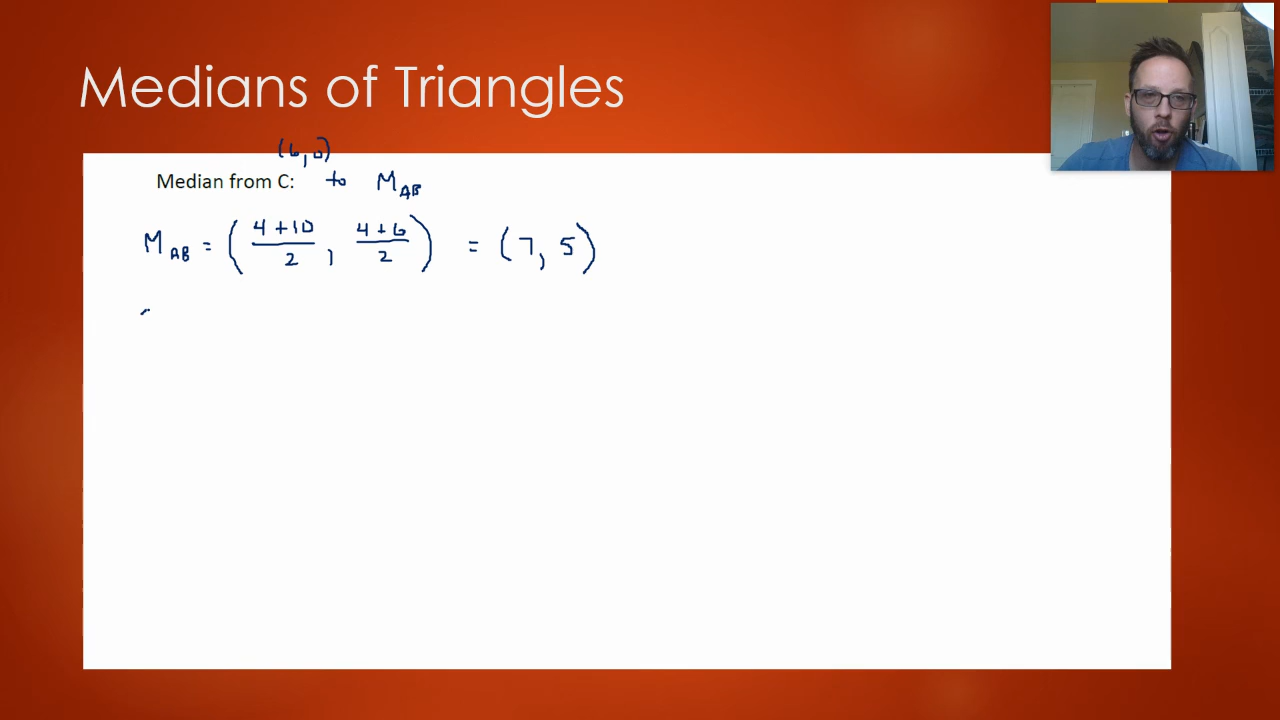 Medians of Triangles
(6,0)
Median from C: to M_AB
M_AB = ( (4+10)/2 , (4+6)/2 ) = (7, 5)